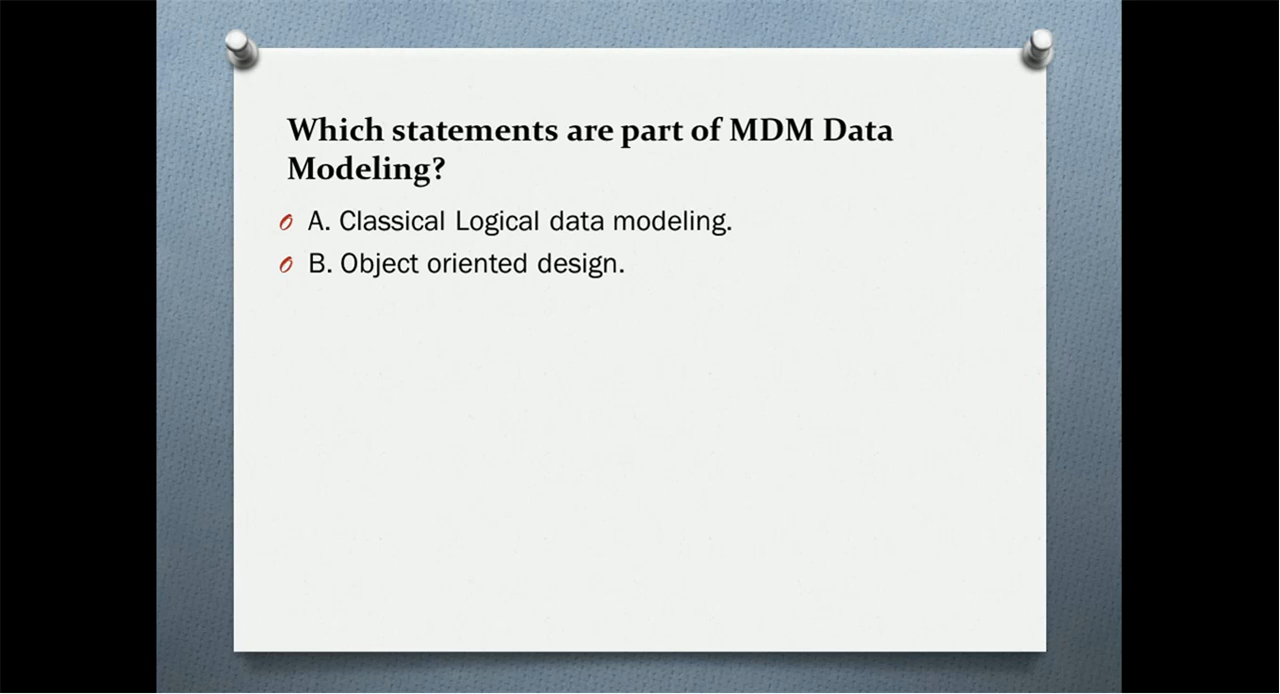 Which statements are part of MDM Data
Modeling?
A. Classical Logical data modeling.
B. Object oriented design.